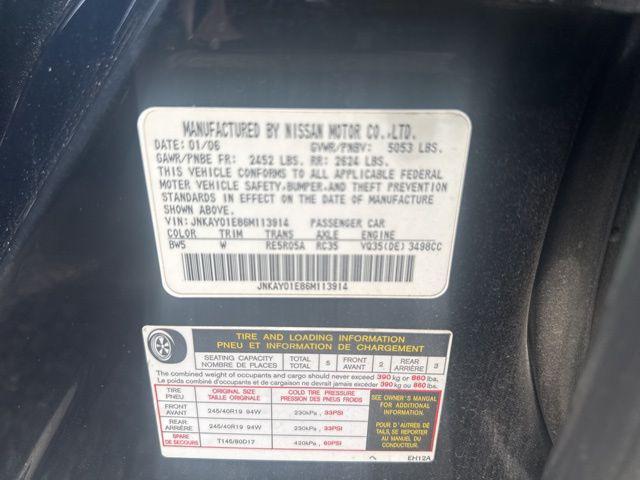 MANUFACTURED BY NISSAN MOTOR CO.,LTD.
DATE: 01/06 GVWR/PNBV: 5053 LBS.
GAWR/PNBE FR: 2452 LBS. RR: 2624 LBS.
THIS VEHICLE CONFORMS TO ALL APPLICABLE FEDERAL
MOTOR VEHICLE SAFETY,BUMPER,AND THEFT PREVENTION
STANDARDS IN EFFECT ON THE DATE OF MANUFACTURE
SHOWN ABOVE.
VIN: JNKAY01E86M113914 PASSENGER CAR
COLOR TRIM TRANS AXLE ENGINE
BW5 W RE5R05A RC35 VQ35(DE) 3498CC
JNKAY01E86M113914
TIRE AND LOADING INFORMATION
PNEU ET INFORMATION DE CHARGEMENT
SEATING CAPACITY TOTAL 5 FRONT 2 REAR 3
NOMBRE DE PLACES TOTAL AVANT ARRIÈRE
The combined weight of occupants and cargo should never exceed 390 kg or 860 lbs.
Le poids combiné d'occupants et de cargaison ne devrait jamais excéder 390 kg ou 860 lbs.
TIRE ORIGINAL SIZE COLD TIRE PRESSURE
PNEU TAILLE ORIGINALE PRESSION DES PNEUS FROIDS
FRONT
AVANT 245/40R19 94W 230kPa, 33PSI
REAR
ARRIÈRE 245/40R19 94W 230kPa, 33PSI
SPARE
DE SECOURS T145/80D17 420kPa, 60PSI
SEE OWNER'S MANUAL
FOR ADDITIONAL
INFORMATION.
POUR D'AVANTAGE DE
TAILS, SE REPORTER
AU MANUEL DU
CONDUCTEUR.
EH12A